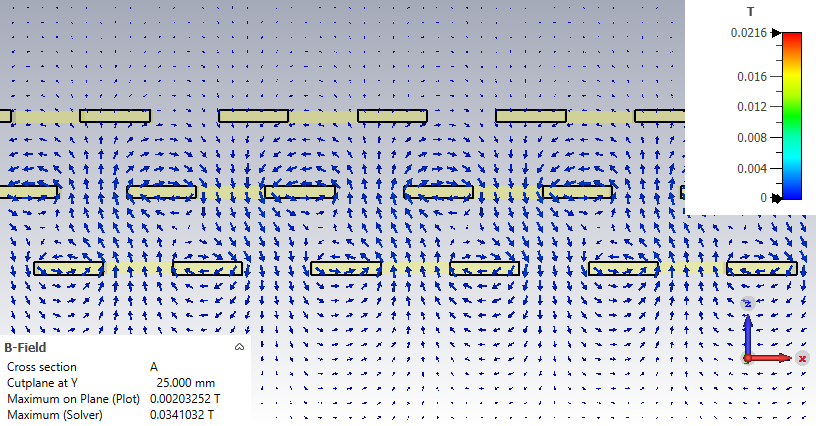 T
0.0216
0.016
0.012
0.008
0.004
0
z
x
B-Field
Cross section A
Cutplane at Y 25.000 mm
Maximum on Plane (Plot) 0.00203252 T
Maximum (Solver) 0.0341032 T